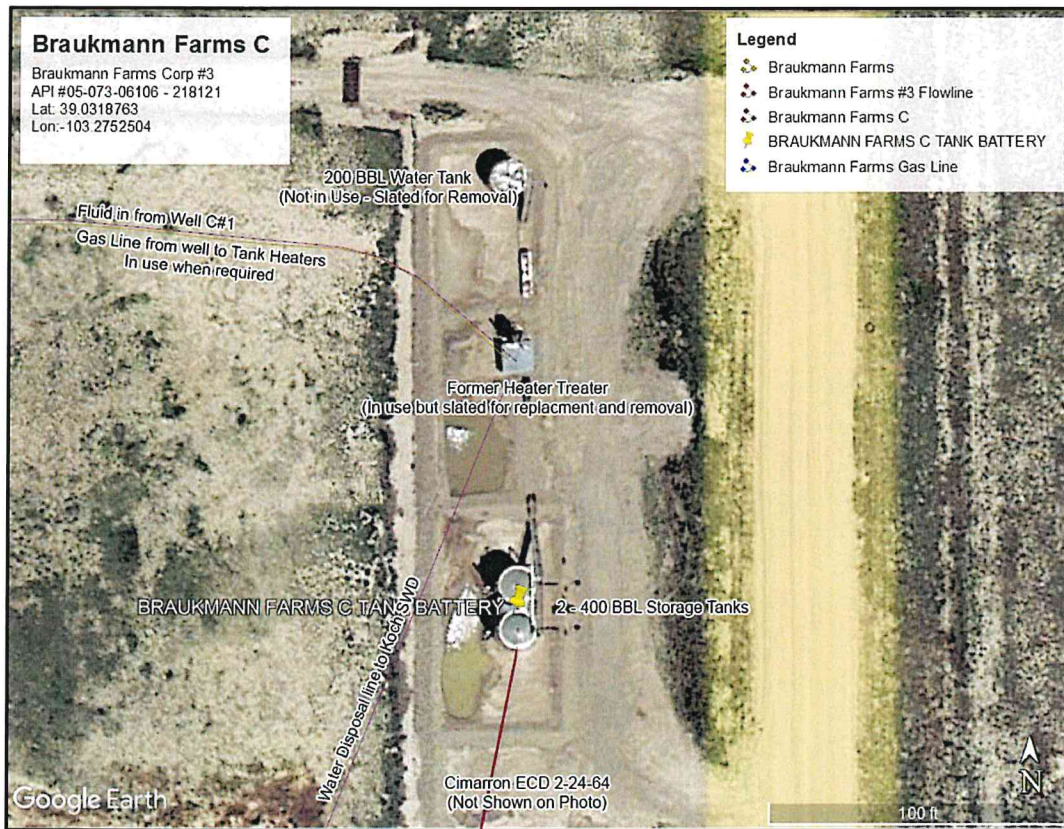 Braukmann Farms C
Braukmann Farms Corp #3
API #05-073-06106 - 218121
Lat: 39.0318763
Lon:-103.2752504
Legend
Braukmann Farms
Braukmann Farms #3 Flowline
Braukmann Farms C
BRAUKMANN FARMS C TANK BATTERY
Braukmann Farms Gas Line
200 BBL Water Tank
(Not in Use - Slated for Removal)
Fluid in from Well C#1
Gas Line from well to Tank Heaters
In use when required
Former Heater Treater
(In use but slated for replacment and removal)
BRAUKMANN FARMS C TANK BATTERY
2 - 400 BBL Storage Tanks
Water Disposal line to Koch SWD
Cimarron ECD 2-24-64
(Not Shown on Photo)
Google Earth
N
100 ft